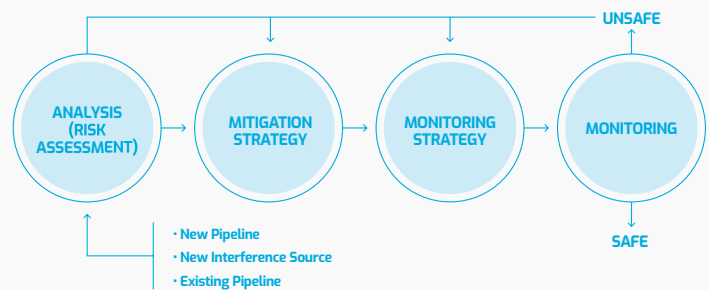 UNSAFE
ANALYSIS
(RISK
ASSESSMENT)
MITIGATION
STRATEGY
MONITORING
STRATEGY
MONITORING
SAFE
• New Pipeline
• New Interference Source
• Existing Pipeline